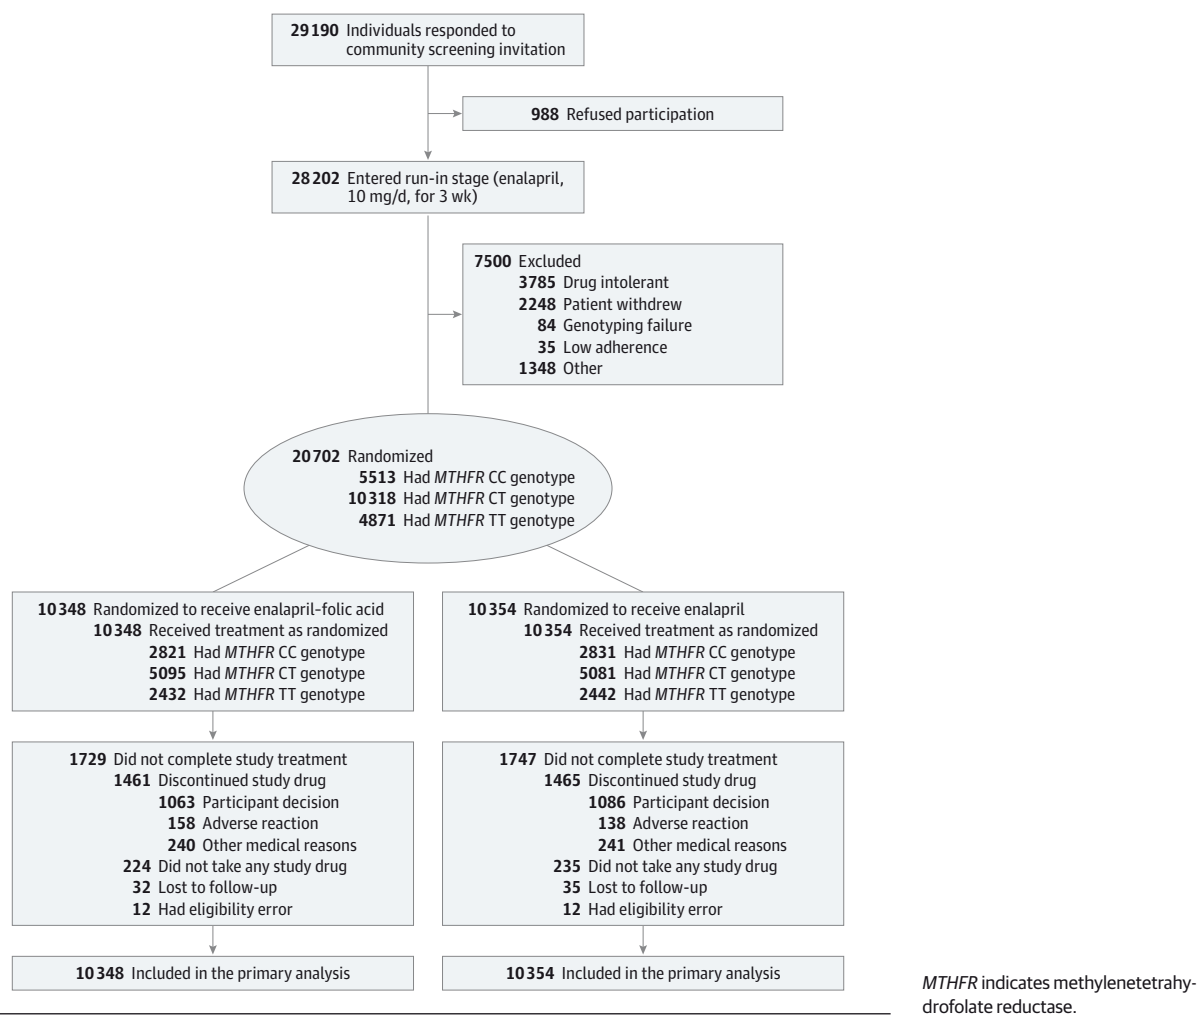 29190 Individuals responded to
community screening invitation
988 Refused participation
28202 Entered run-in stage (enalapril,
10 mg/d, for 3 wk)
7500 Excluded
3785 Drug intolerant
2248 Patient withdrew
84 Genotyping failure
35 Low adherence
1348 Other
20702 Randomized
5513 Had MTHFR CC genotype
10318 Had MTHFR CT genotype
4871 Had MTHFR TT genotype
10348 Randomized to receive enalapril–folic acid
10348 Received treatment as randomized
2821 Had MTHFR CC genotype
5095 Had MTHFR CT genotype
2432 Had MTHFR TT genotype
10354 Randomized to receive enalapril
10354 Received treatment as randomized
2831 Had MTHFR CC genotype
5081 Had MTHFR CT genotype
2442 Had MTHFR TT genotype
1729 Did not complete study treatment
1461 Discontinued study drug
1063 Participant decision
158 Adverse reaction
240 Other medical reasons
224 Did not take any study drug
32 Lost to follow-up
12 Had eligibility error
1747 Did not complete study treatment
1465 Discontinued study drug
1086 Participant decision
138 Adverse reaction
241 Other medical reasons
235 Did not take any study drug
35 Lost to follow-up
12 Had eligibility error
10348 Included in the primary analysis
10354 Included in the primary analysis
MTHFR indicates methylenetetrahy-
drofolate reductase.